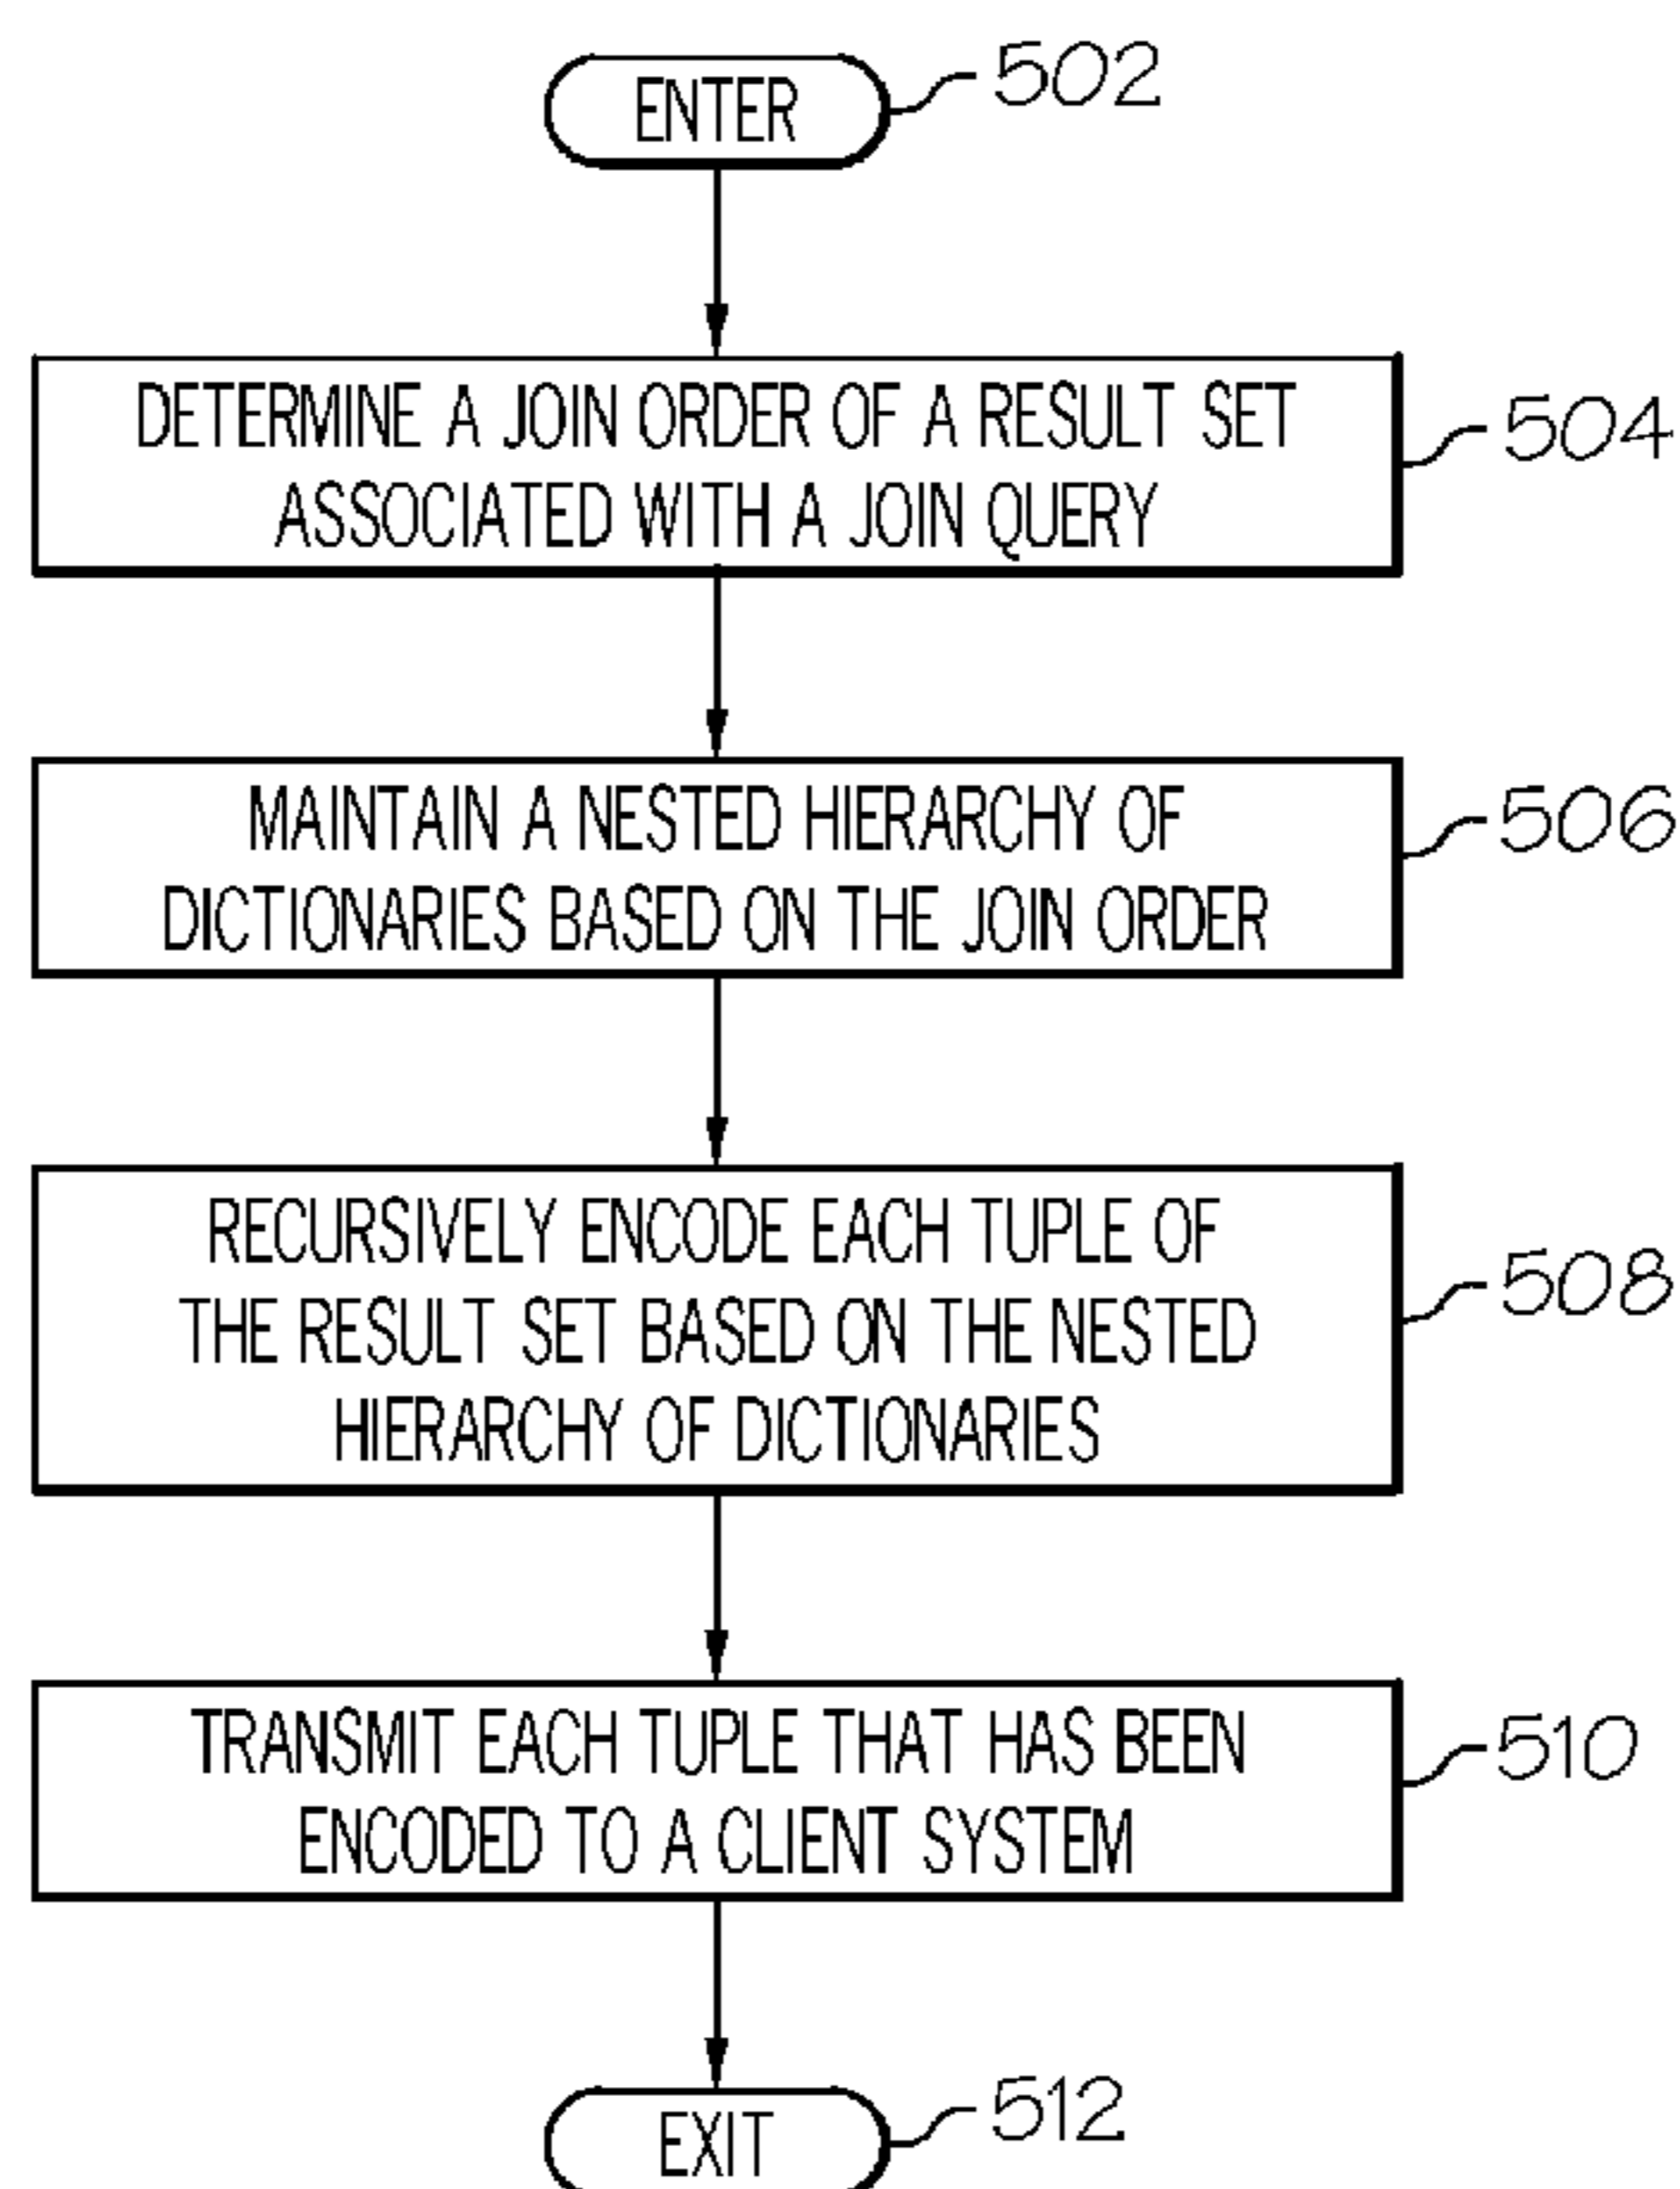 ENTER
502
DETERMINE A JOIN ORDER OF A RESULT SET
ASSOCIATED WITH A JOIN QUERY
504
MAINTAIN A NESTED HIERARCHY OF
DICTIONARIES BASED ON THE JOIN ORDER
506
RECURSIVELY ENCODE EACH TUPLE OF
THE RESULT SET BASED ON THE NESTED
HIERARCHY OF DICTIONARIES
508
TRANSMIT EACH TUPLE THAT HAS BEEN
ENCODED TO A CLIENT SYSTEM
510
EXIT
512